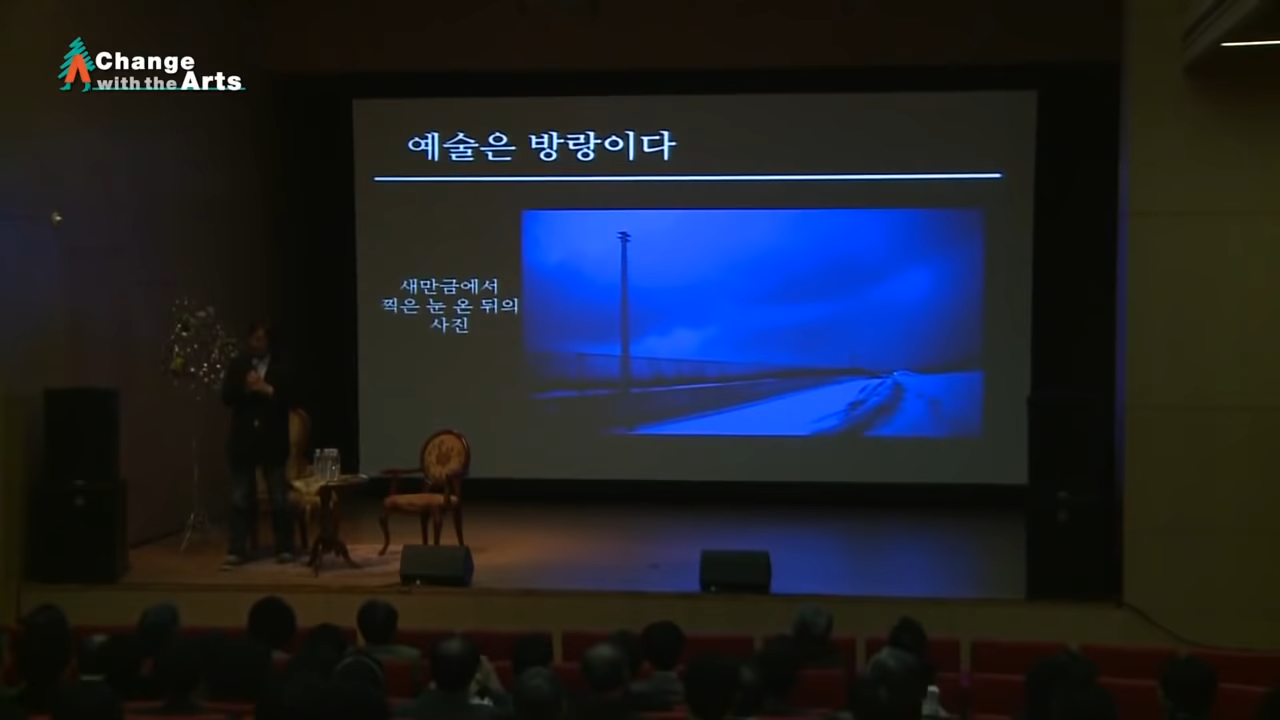 Change
with the Arts
예술은 방랑이다
새만금에서
찍은 눈 온 뒤의
사진